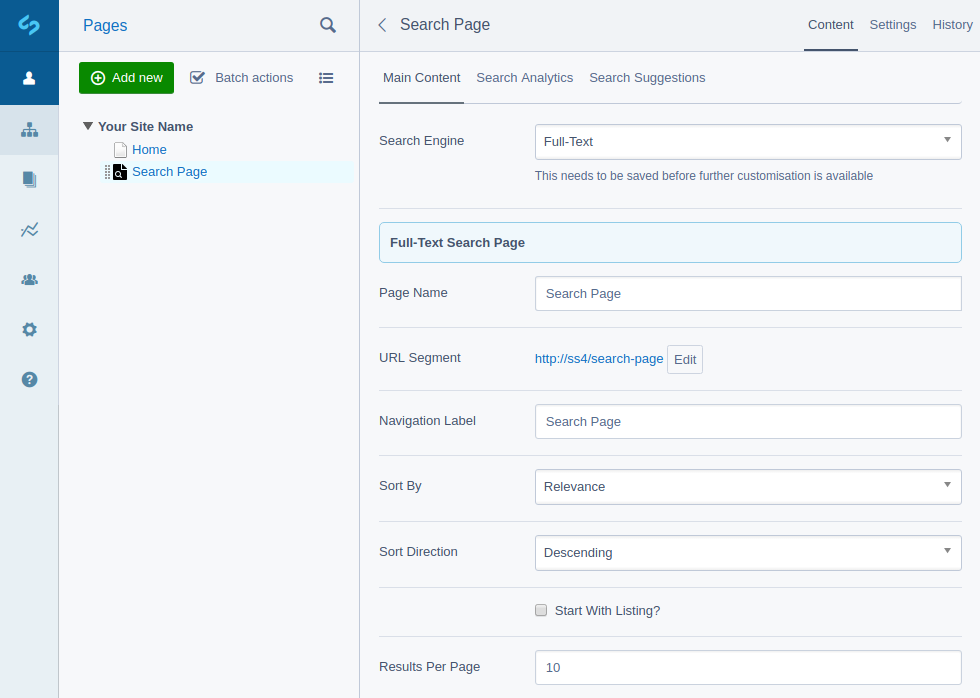 Pages
Search Page
Content
Settings
History
Add new
Batch actions
Main Content
Search Analytics
Search Suggestions
Your Site Name
Home
Search Page
Search Engine
Full-Text
This needs to be saved before further customisation is available
Full-Text Search Page
Page Name
Search Page
URL Segment
http://ss4/search-page
Edit
Navigation Label
Search Page
Sort By
Relevance
Sort Direction
Descending
Start With Listing?
Results Per Page
10